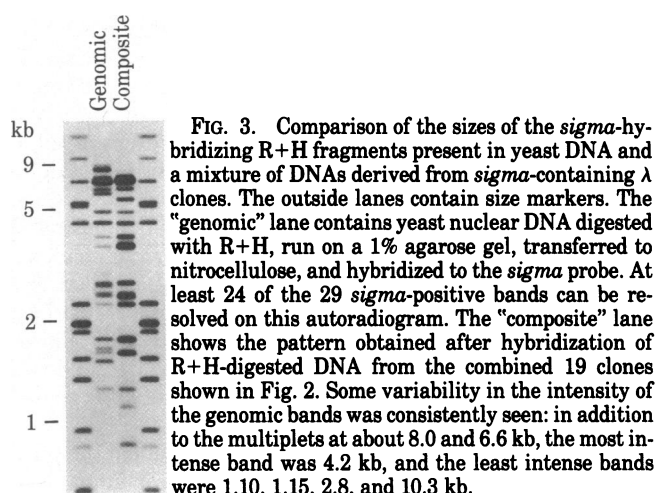 Genomic
Composite
kb
9
5
2
1
FIG. 3. Comparison of the sizes of the sigma-hy-
bridizing R+H fragments present in yeast DNA and
a mixture of DNAs derived from sigma-containing λ
clones. The outside lanes contain size markers. The
"genomic" lane contains yeast nuclear DNA digested
with R+H, run on a 1% agarose gel, transferred to
nitrocellulose, and hybridized to the sigma probe. At
least 24 of the 29 sigma-positive bands can be re-
solved on this autoradiogram. The "composite" lane
shows the pattern obtained after hybridization of
R+H-digested DNA from the combined 19 clones
shown in Fig. 2. Some variability in the intensity of
the genomic bands was consistently seen: in addition
to the multiplets at about 8.0 and 6.6 kb, the most in-
tense band was 4.2 kb, and the least intense bands
were 1.10, 1.15, 2.8, and 10.3 kb.